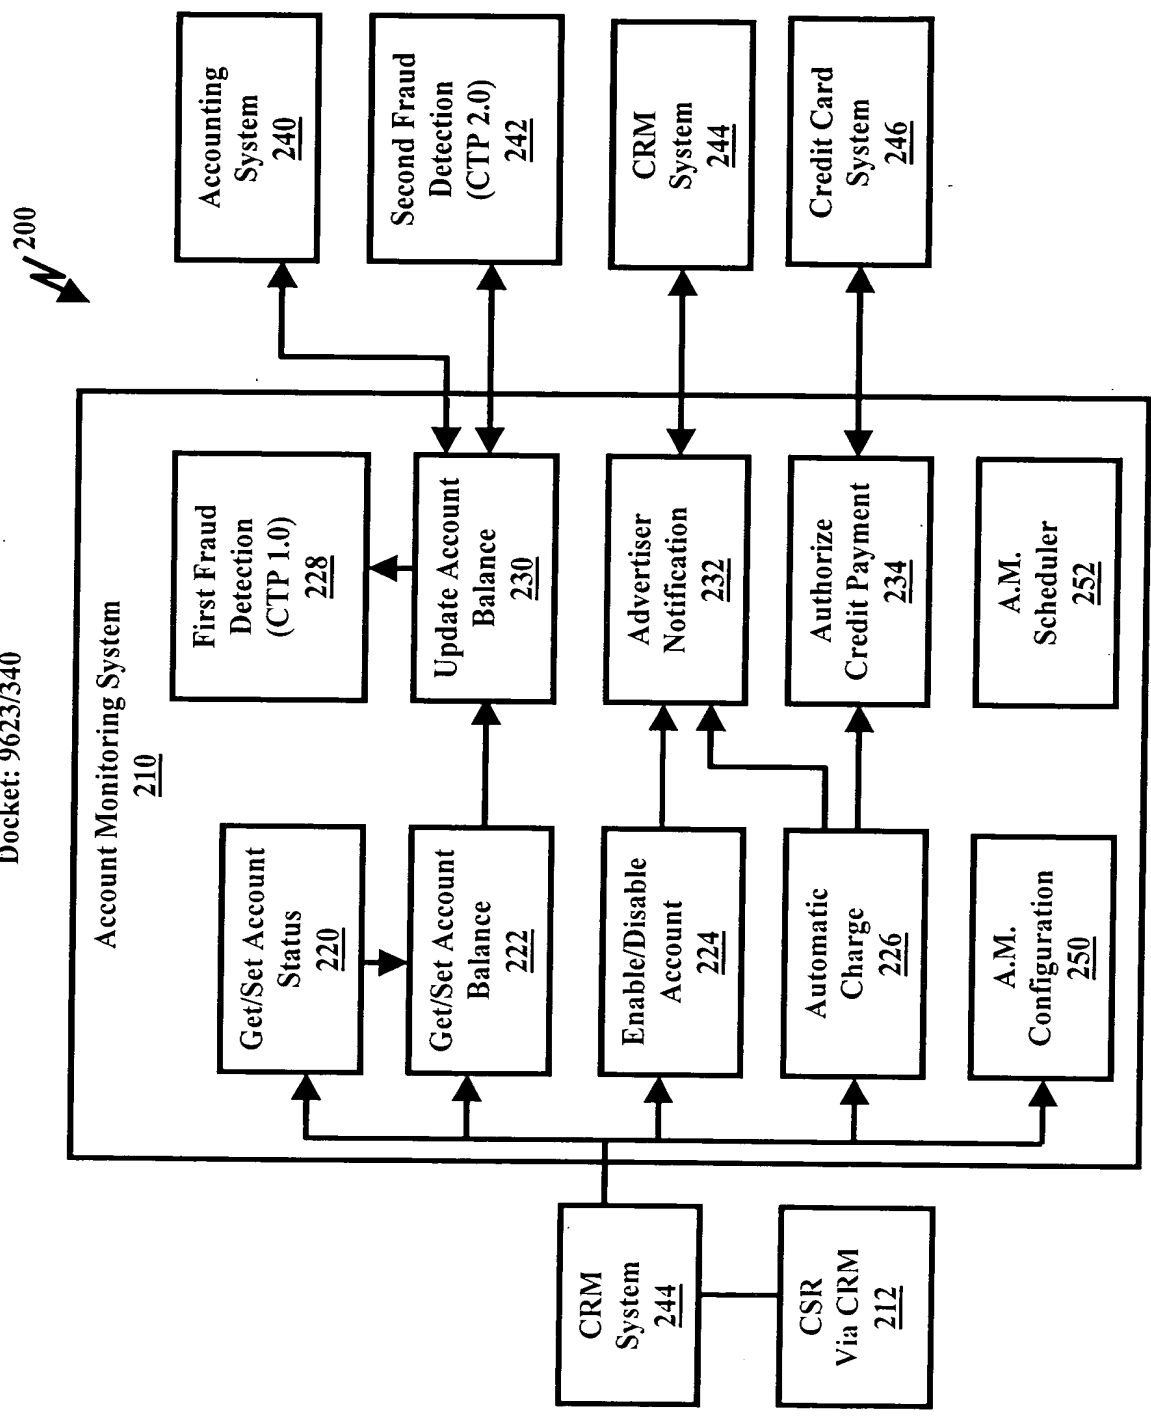 Docket: 9623/340
200
Account Monitoring System
210
CRM
System
244
CSR
Via CRM
212
Get/Set Account
Status
220
Get/Set Account
Balance
222
Enable/Disable
Account
224
Automatic
Charge
226
A.M.
Configuration
250
First Fraud
Detection
(CTP 1.0)
228
Update Account
Balance
230
Advertiser
Notification
232
Authorize
Credit Payment
234
A.M.
Scheduler
252
Accounting
System
240
Second Fraud
Detection
(CTP 2.0)
242
CRM
System
244
Credit Card
System
246